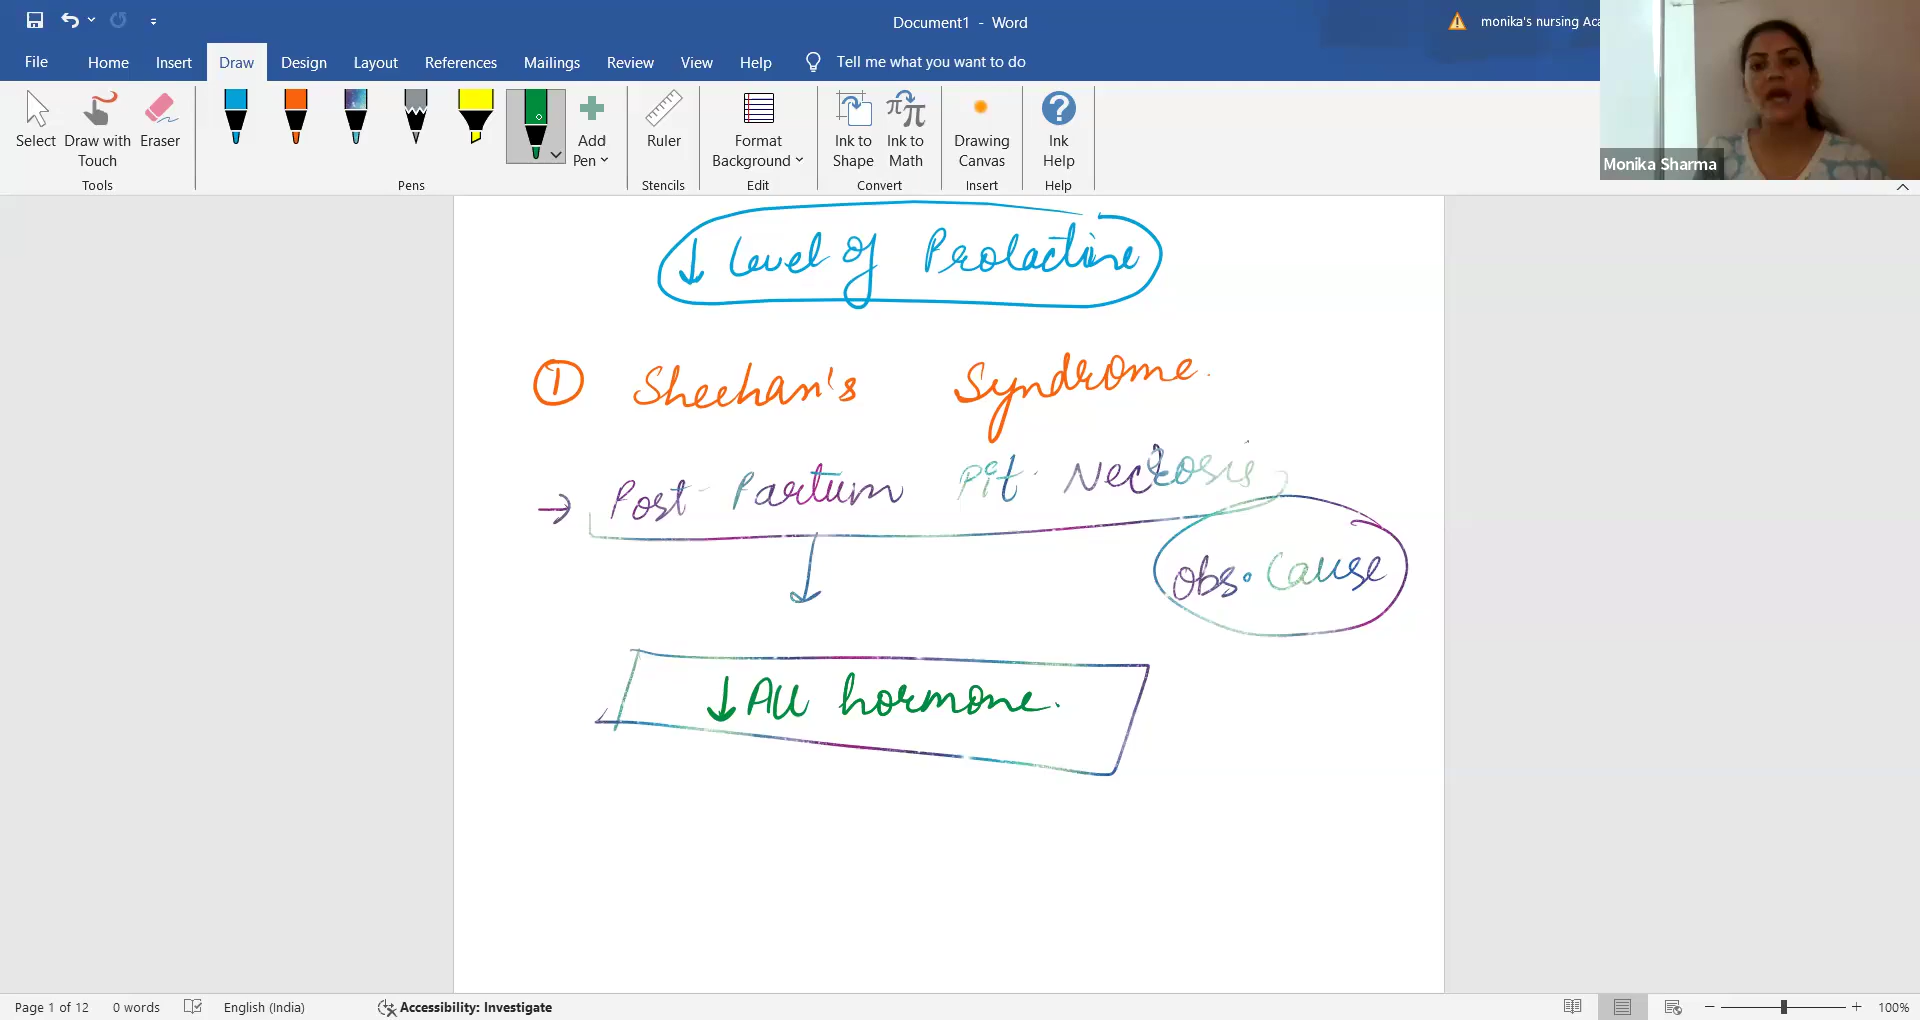 Document1 - Word
monika's nursing Aca
File Home Insert Draw Design Layout References Mailings Review View Help Tell me what you want to do
Select Draw with Touch Eraser
Add Pen
Ruler
Format Background
Ink to Shape
Ink to Math
Drawing Canvas
Ink Help
Tools Pens Stencils Edit Convert Insert Help
Monika Sharma
↓ level of Prolactine
① Sheehan's Syndrome.
→ Post-Partum Pit. Necrosis
Obs. Cause
↓ All hormone.
Page 1 of 12 0 words English (India) Accessibility: Investigate 100%